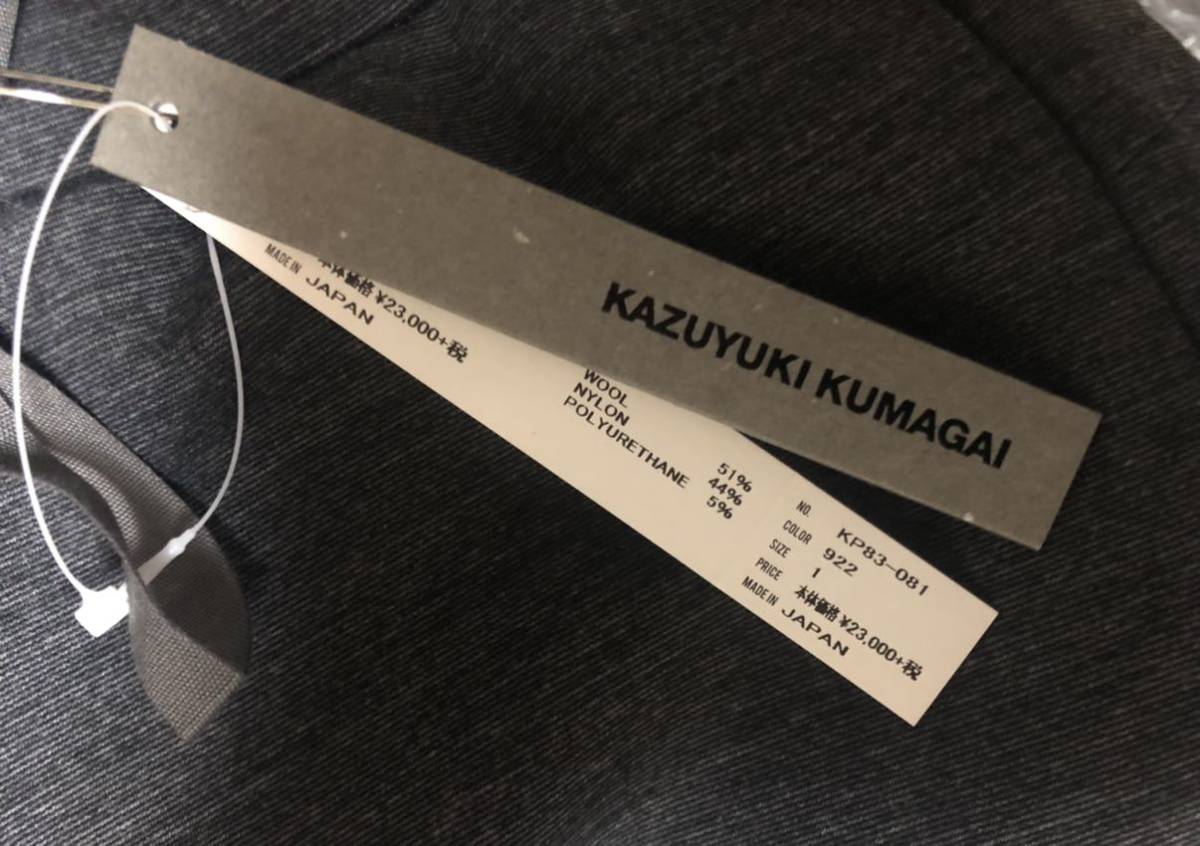 KAZUYUKI KUMAGAI
本体価格 ¥23,000+税
MADE IN JAPAN
WOOL 51%
NYLON 44%
POLYURETHANE 5%
NO. KP83-081
COLOR 922
SIZE 1
PRICE 本体価格 ¥23,000+税
MADE IN JAPAN